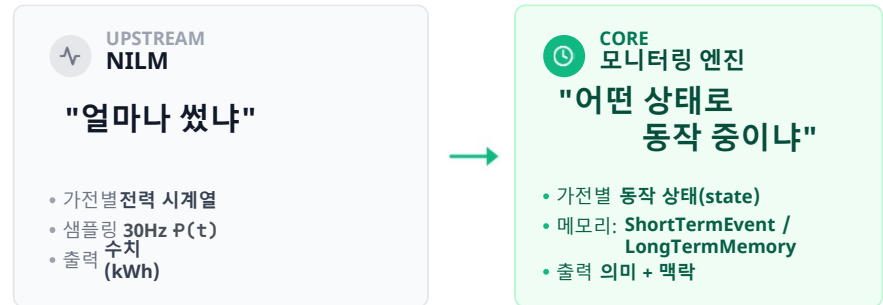 UPSTREAM
NILM
"얼마나 썼냐"
• 가전별 전력 시계열
• 샘플링 30Hz P(t)
• 출력 수치
(kWh)
CORE
모니터링 엔진
"어떤 상태로
동작 중이냐"
• 가전별 동작 상태(state)
• 메모리: ShortTermEvent /
LongTermMemory
• 출력 의미 + 맥락